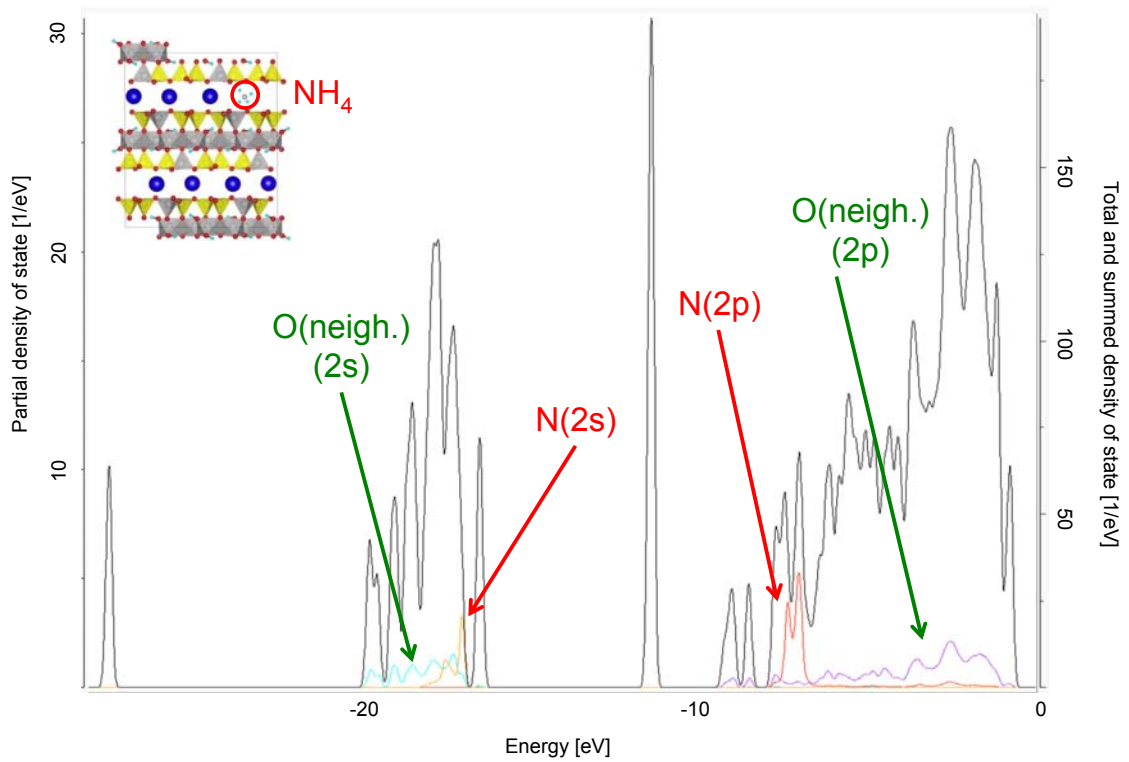 30
20
10
Partial density of state [1/eV]
NH₄
O(neigh.)
(2s)
N(2s)
N(2p)
O(neigh.)
(2p)
150
100
50
Total and summed density of state [1/eV]
-20
-10
0
Energy [eV]